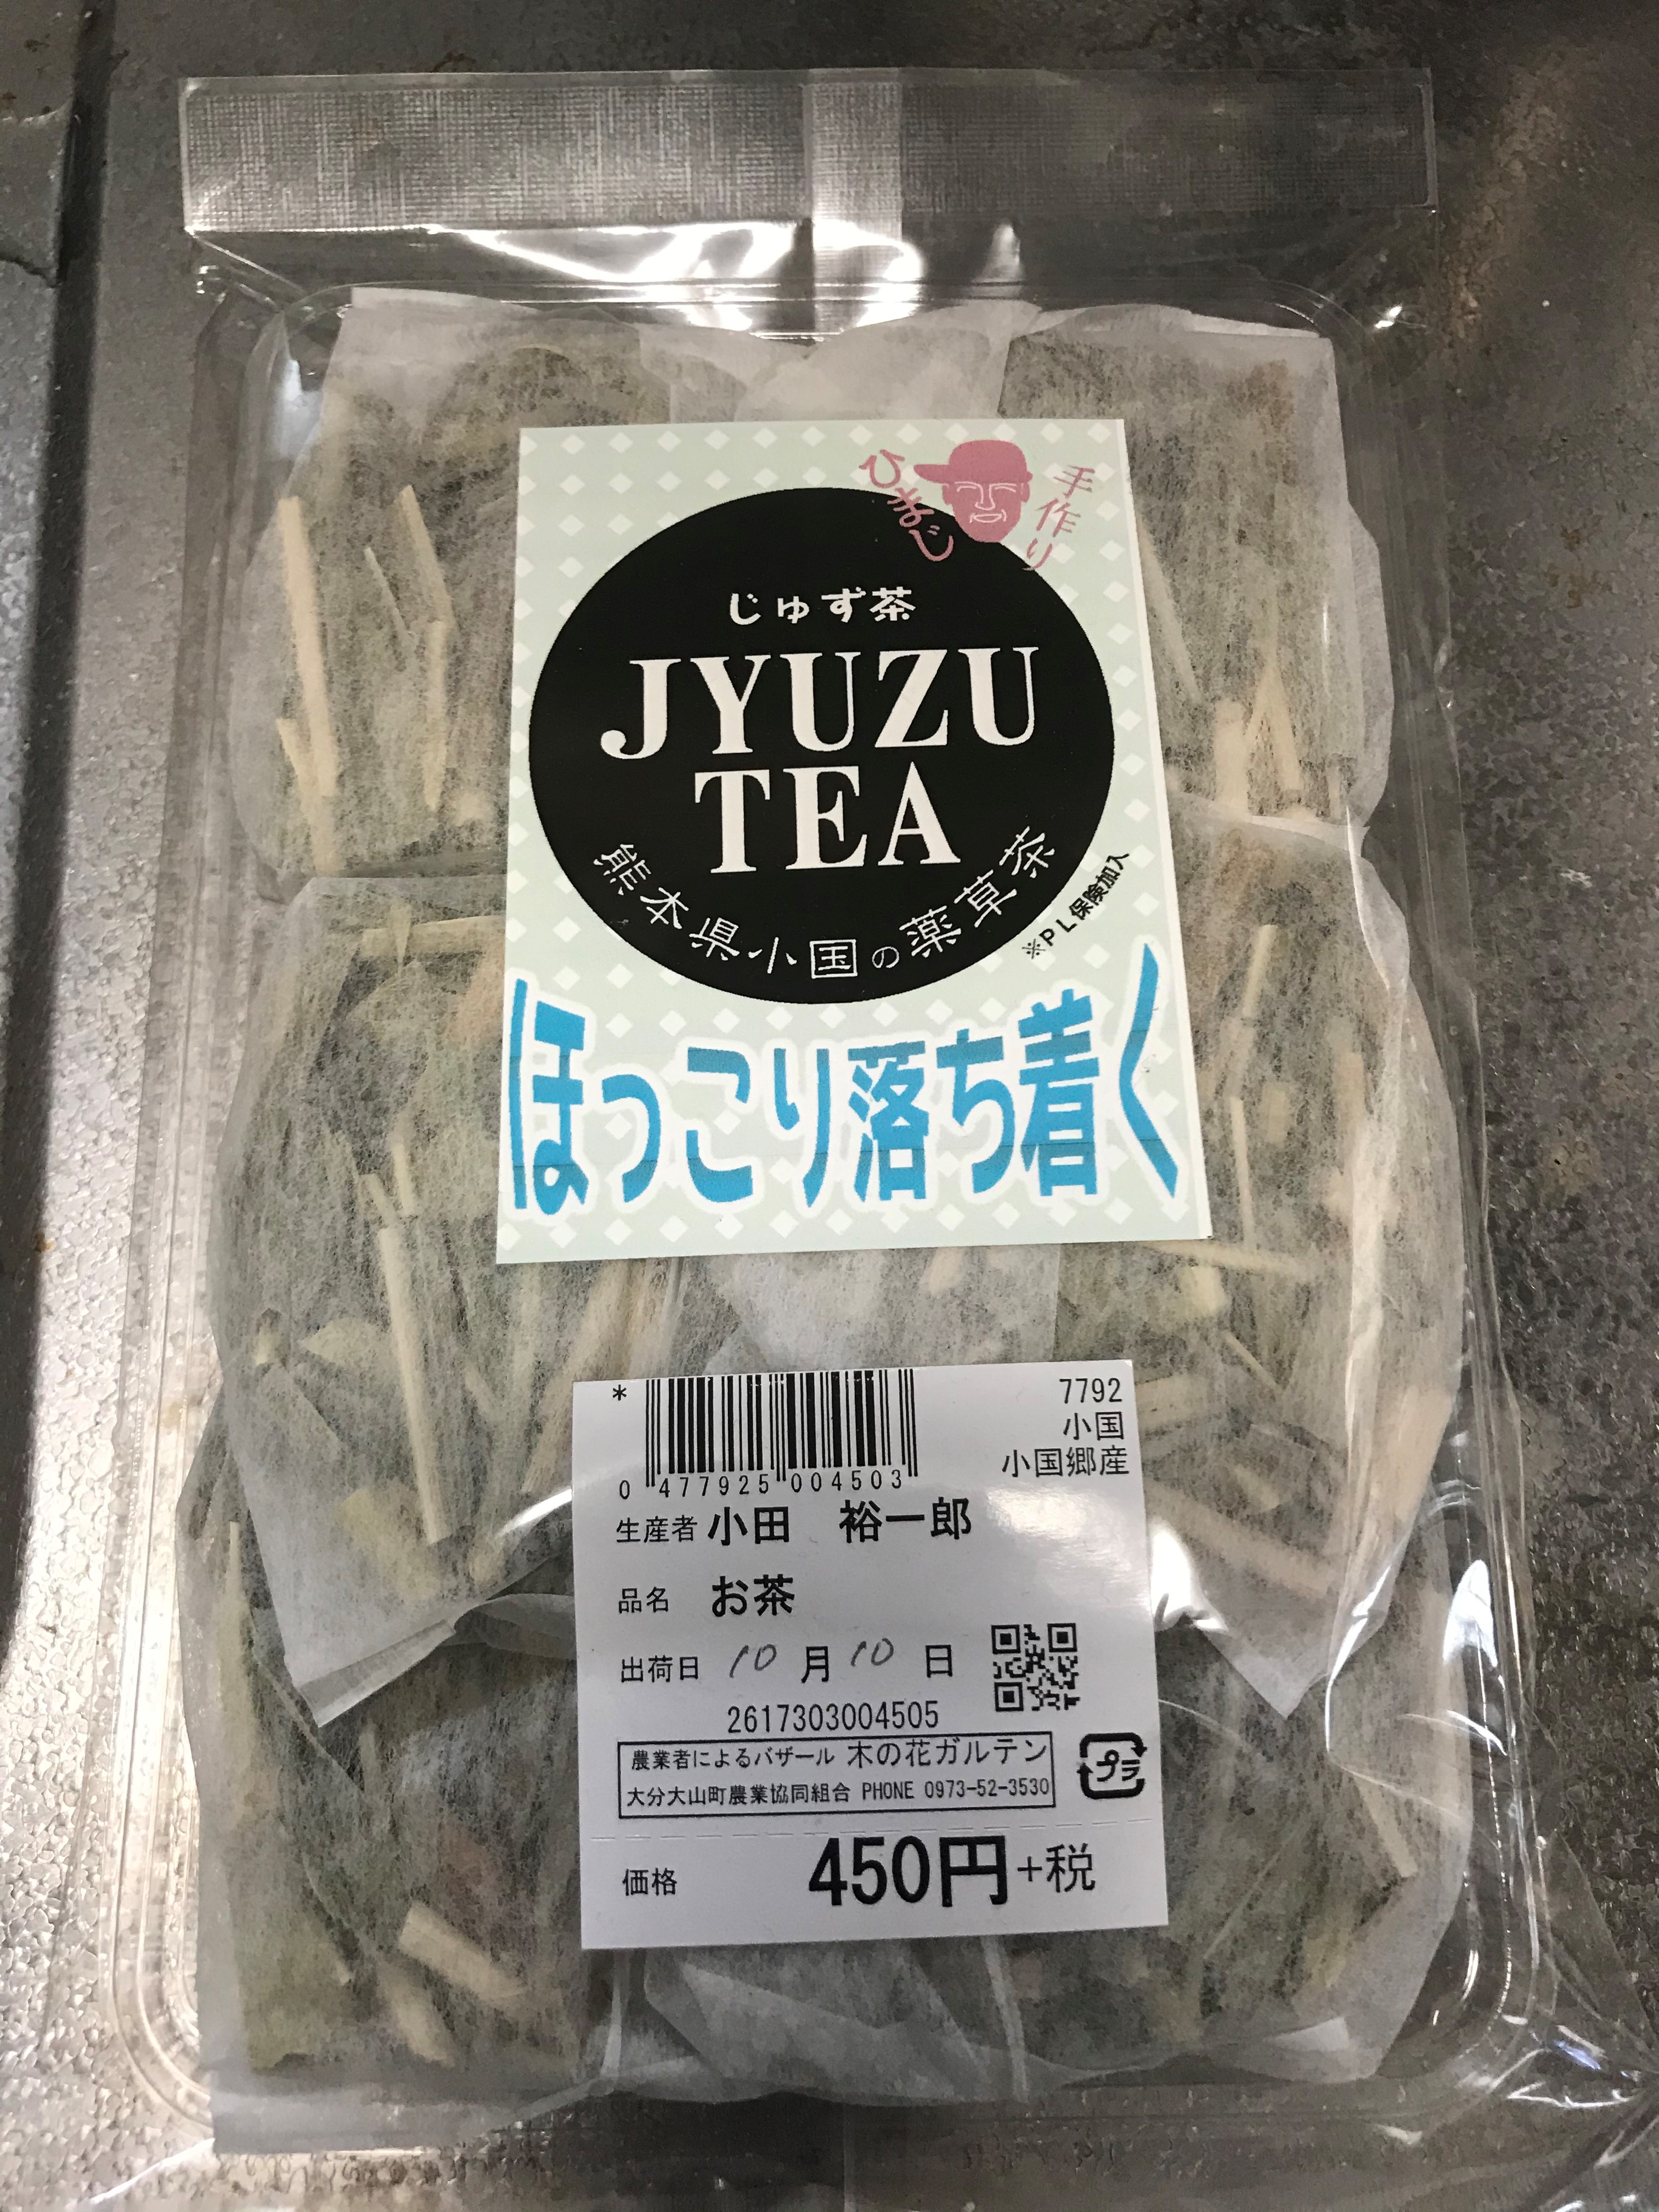 手作り
ひまじ
じゅず茶
JYUZU
TEA
熊本県小国の薬草茶
※PL保険加入
ほっこり落ち着く
*
7792
小国
小国郷産
0 477925 004503
生産者 小田 裕一郎
品名 お茶
出荷日 10月10日
2617303004505
農業者によるバザール 木の花ガルテン
大分大山町農業協同組合 PHONE 0973-52-3530
プラ
価格 450円+税